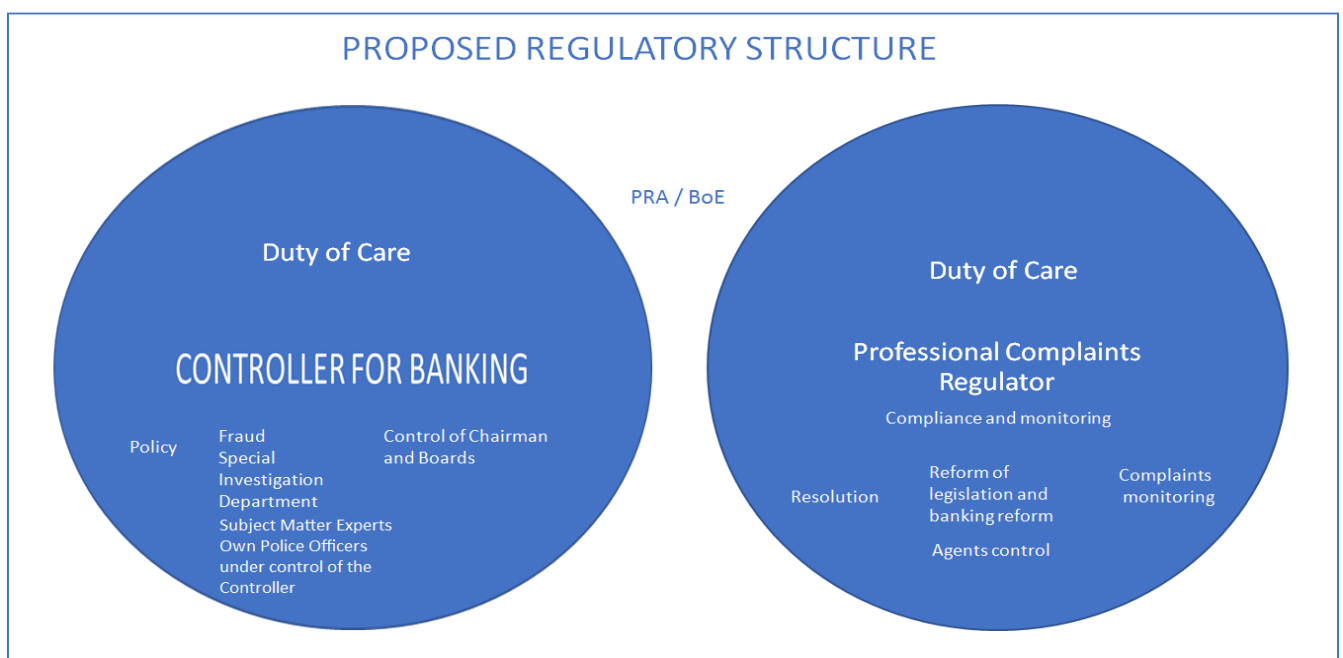 PROPOSED REGULATORY STRUCTURE
PRA / BoE
Duty of Care
CONTROLLER FOR BANKING
Policy
Fraud
Special
Investigation
Department
Subject Matter Experts
Own Police Officers
under control of the
Controller
Control of Chairman
and Boards
Duty of Care
Professional Complaints
Regulator
Compliance and monitoring
Resolution
Reform of
legislation and
banking reform
Agents control
Complaints
monitoring